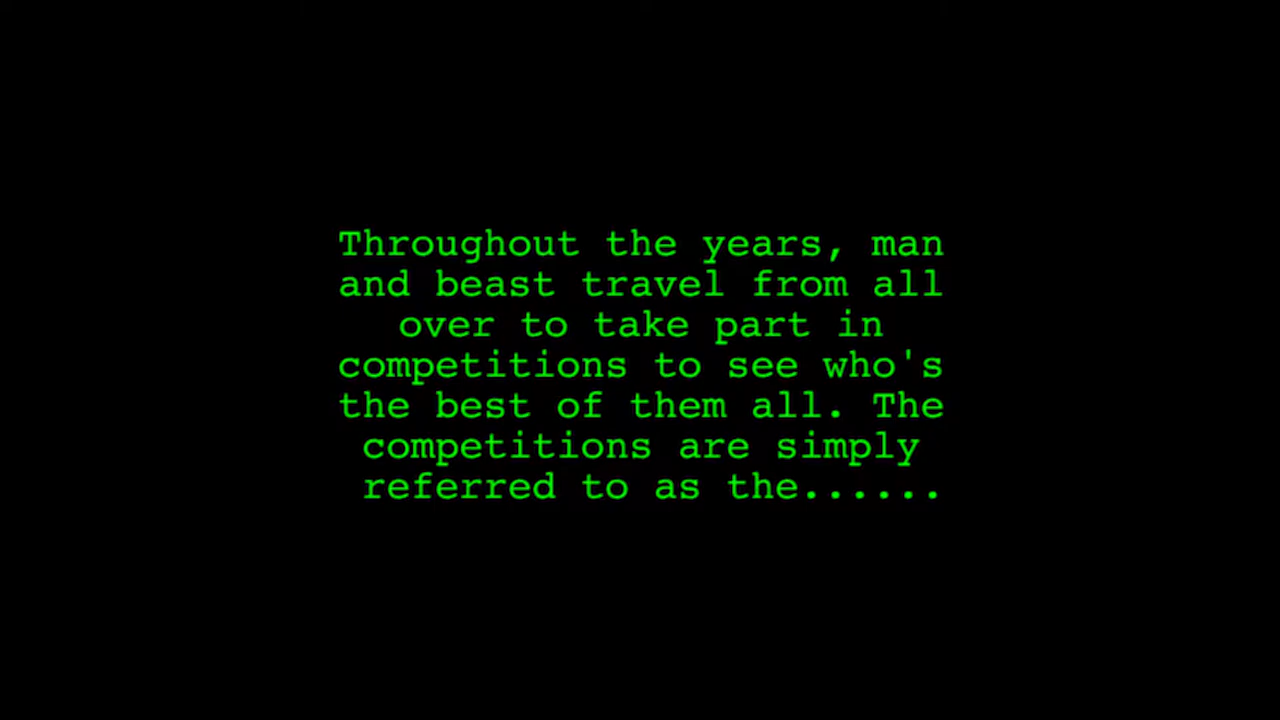 Throughout the years, man
and beast travel from all
over to take part in
competitions to see who's
the best of them all. The
competitions are simply
referred to as the......